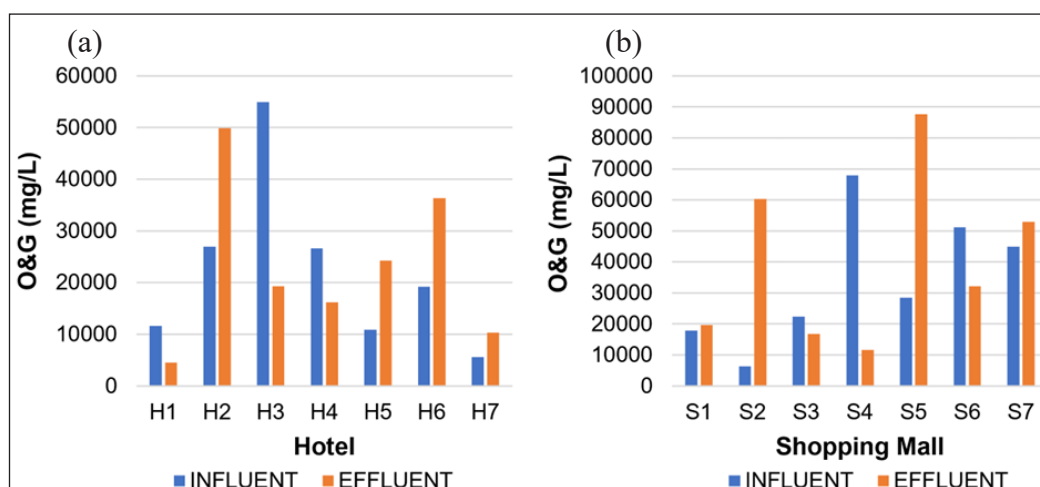 (a)
O&G (mg/L)
60000
50000
40000
30000
20000
10000
0
H1 H2 H3 H4 H5 H6 H7
Hotel
INFLUENT EFFLUENT
(b)
O&G (mg/L)
100000
90000
80000
70000
60000
50000
40000
30000
20000
10000
0
S1 S2 S3 S4 S5 S6 S7
Shopping Mall
INFLUENT EFFLUENT